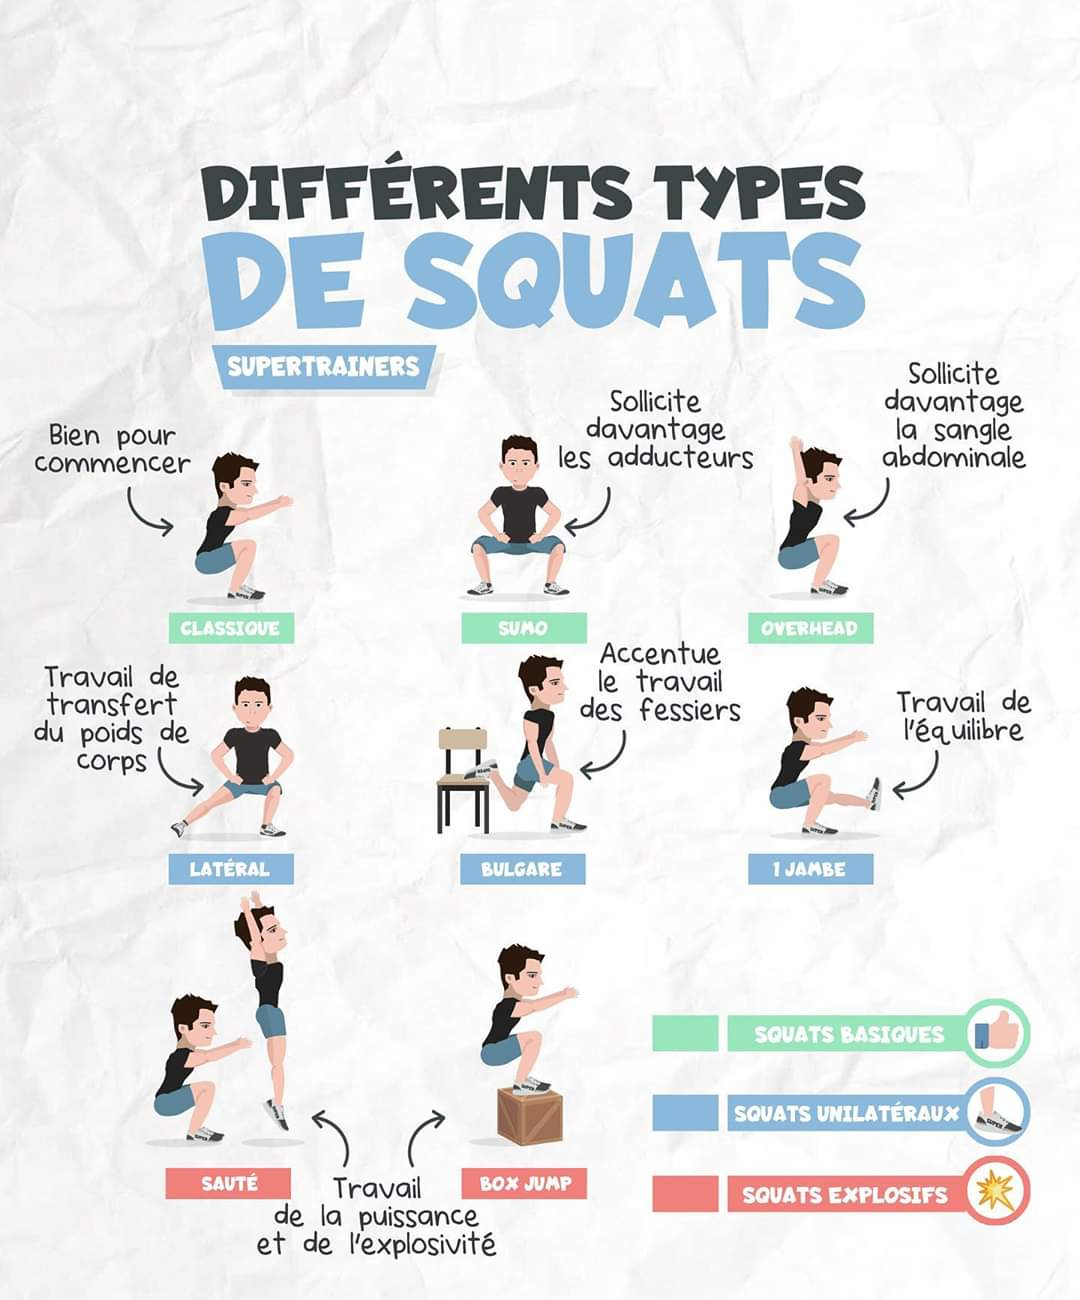 DIFFÉRENTS TYPES
DE SQUATS
SUPERTRAINERS
Bien pour
commencer
CLASSIQUE
Sollicite
davantage
les adducteurs
SUMO
Sollicite
davantage
la sangle
abdominale
OVERHEAD
Travail de
transfert
du poids de
corps
LATÉRAL
Accentue
le travail
des fessiers
BULGARE
Travail de
l'équilibre
1 JAMBE
SAUTÉ
BOX JUMP
Travail
de la puissance
et de l'explosivité
SQUATS BASIQUES
SQUATS UNILATÉRAUX
SQUATS EXPLOSIFS